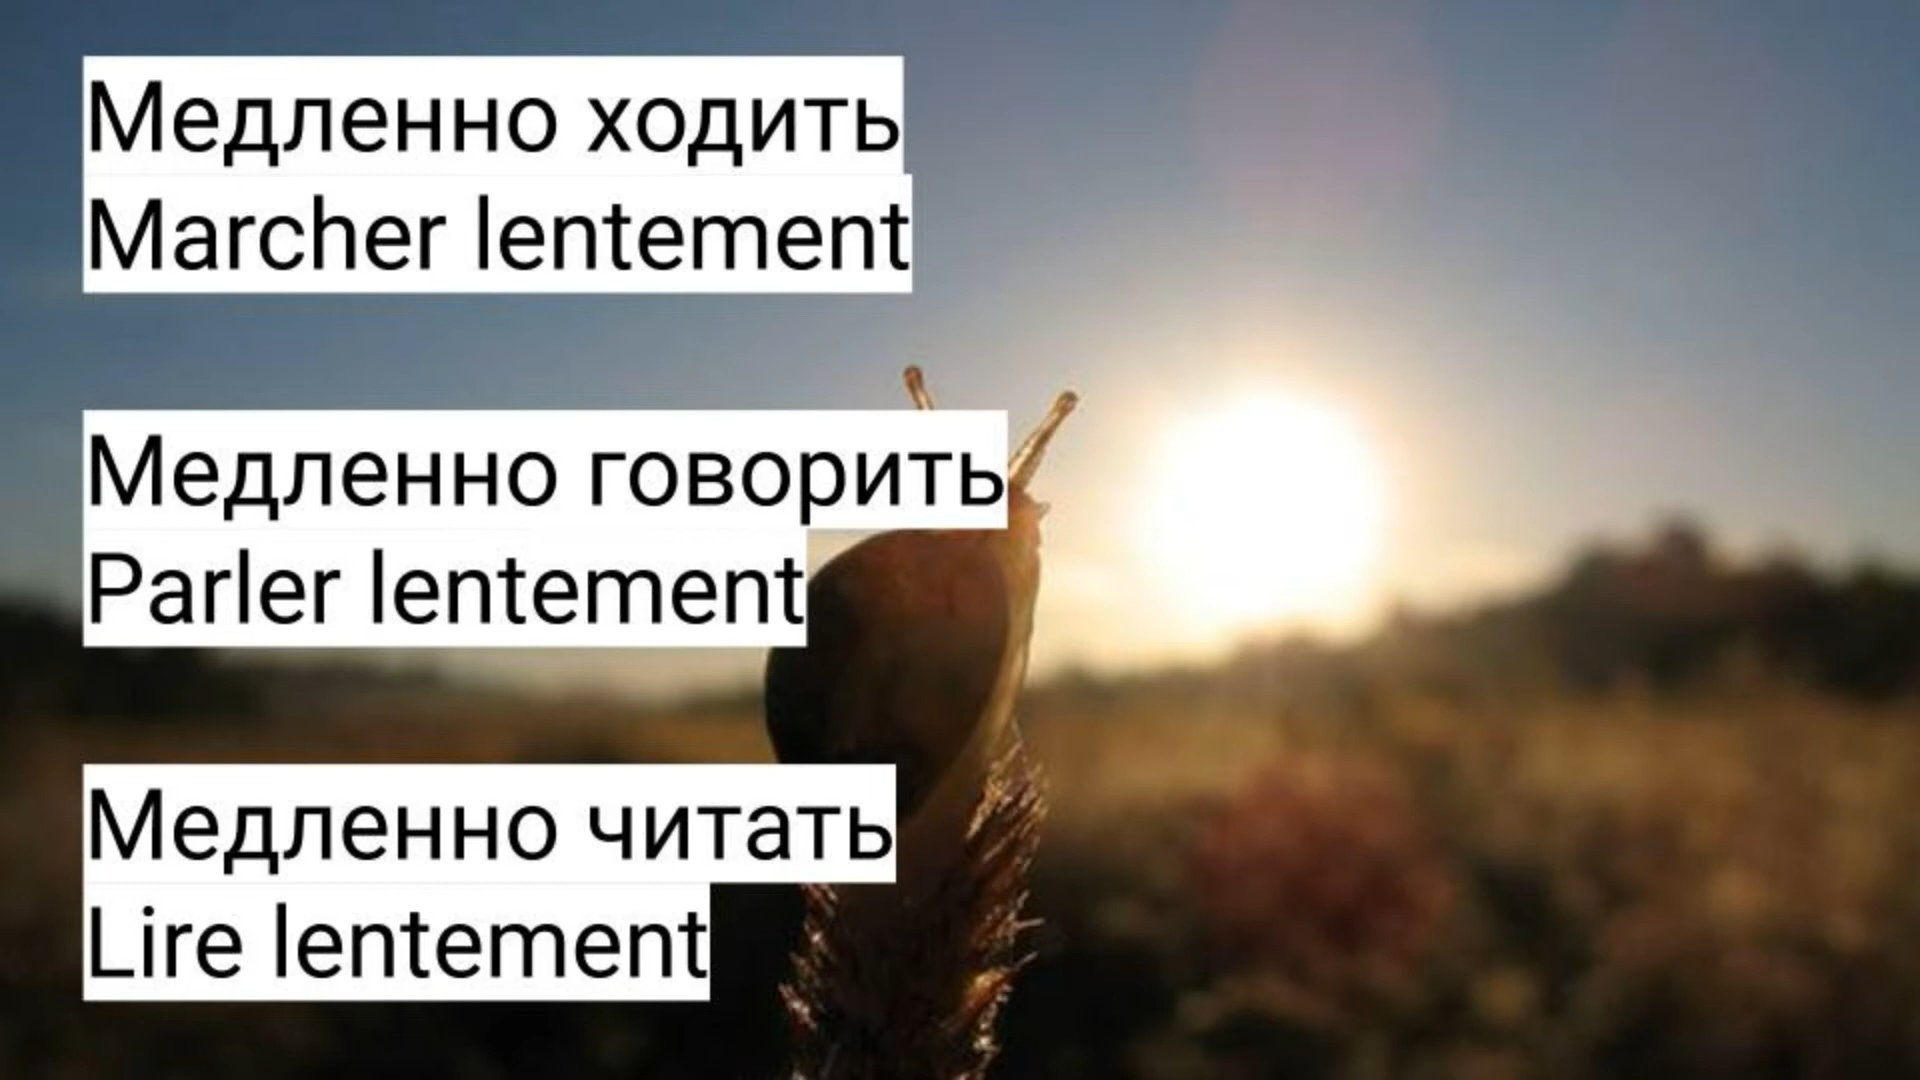 Медленно ходить
Marcher lentement
Медленно говорить
Parler lentement
Медленно читать
Lire lentement